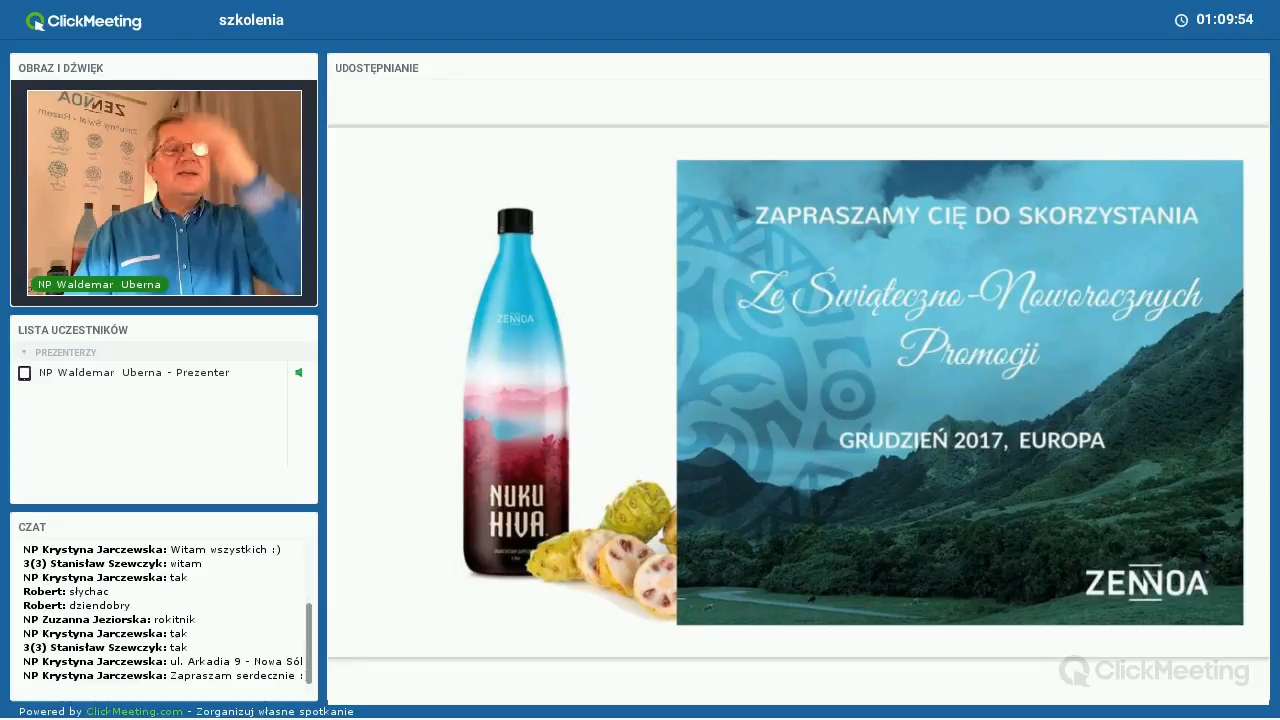 ClickMeeting
szkolenia
01:09:54
OBRAZ I DŹWIĘK
ZENNOA
NP Waldemar Uberna
LISTA UCZESTNIKÓW
PREZENTERZY
NP Waldemar Uberna - Prezenter
CZAT
NP Krystyna Jarczewska: Witam wszystkich :)
3(3) Stanisław Szewczyk: witam
NP Krystyna Jarczewska: tak
Robert: słychac
Robert: dziendobry
NP Zuzanna Jeziorska: rokitnik
NP Krystyna Jarczewska: tak
3(3) Stanisław Szewczyk: tak
NP Krystyna Jarczewska: ul. Arkadia 9 - Nowa Sól
NP Krystyna Jarczewska: Zapraszam serdecznie :
Powered by ClickMeeting.com - Zorganizuj własne spotkanie
UDOSTĘPNIANIE
ZENNOA
NUKU
HIVA
ZAPRASZAMY CIĘ DO SKORZYSTANIA
Ze Świąteczno-Noworocznych
Promocji
GRUDZIEŃ 2017, EUROPA
ZENNOA
ClickMeeting